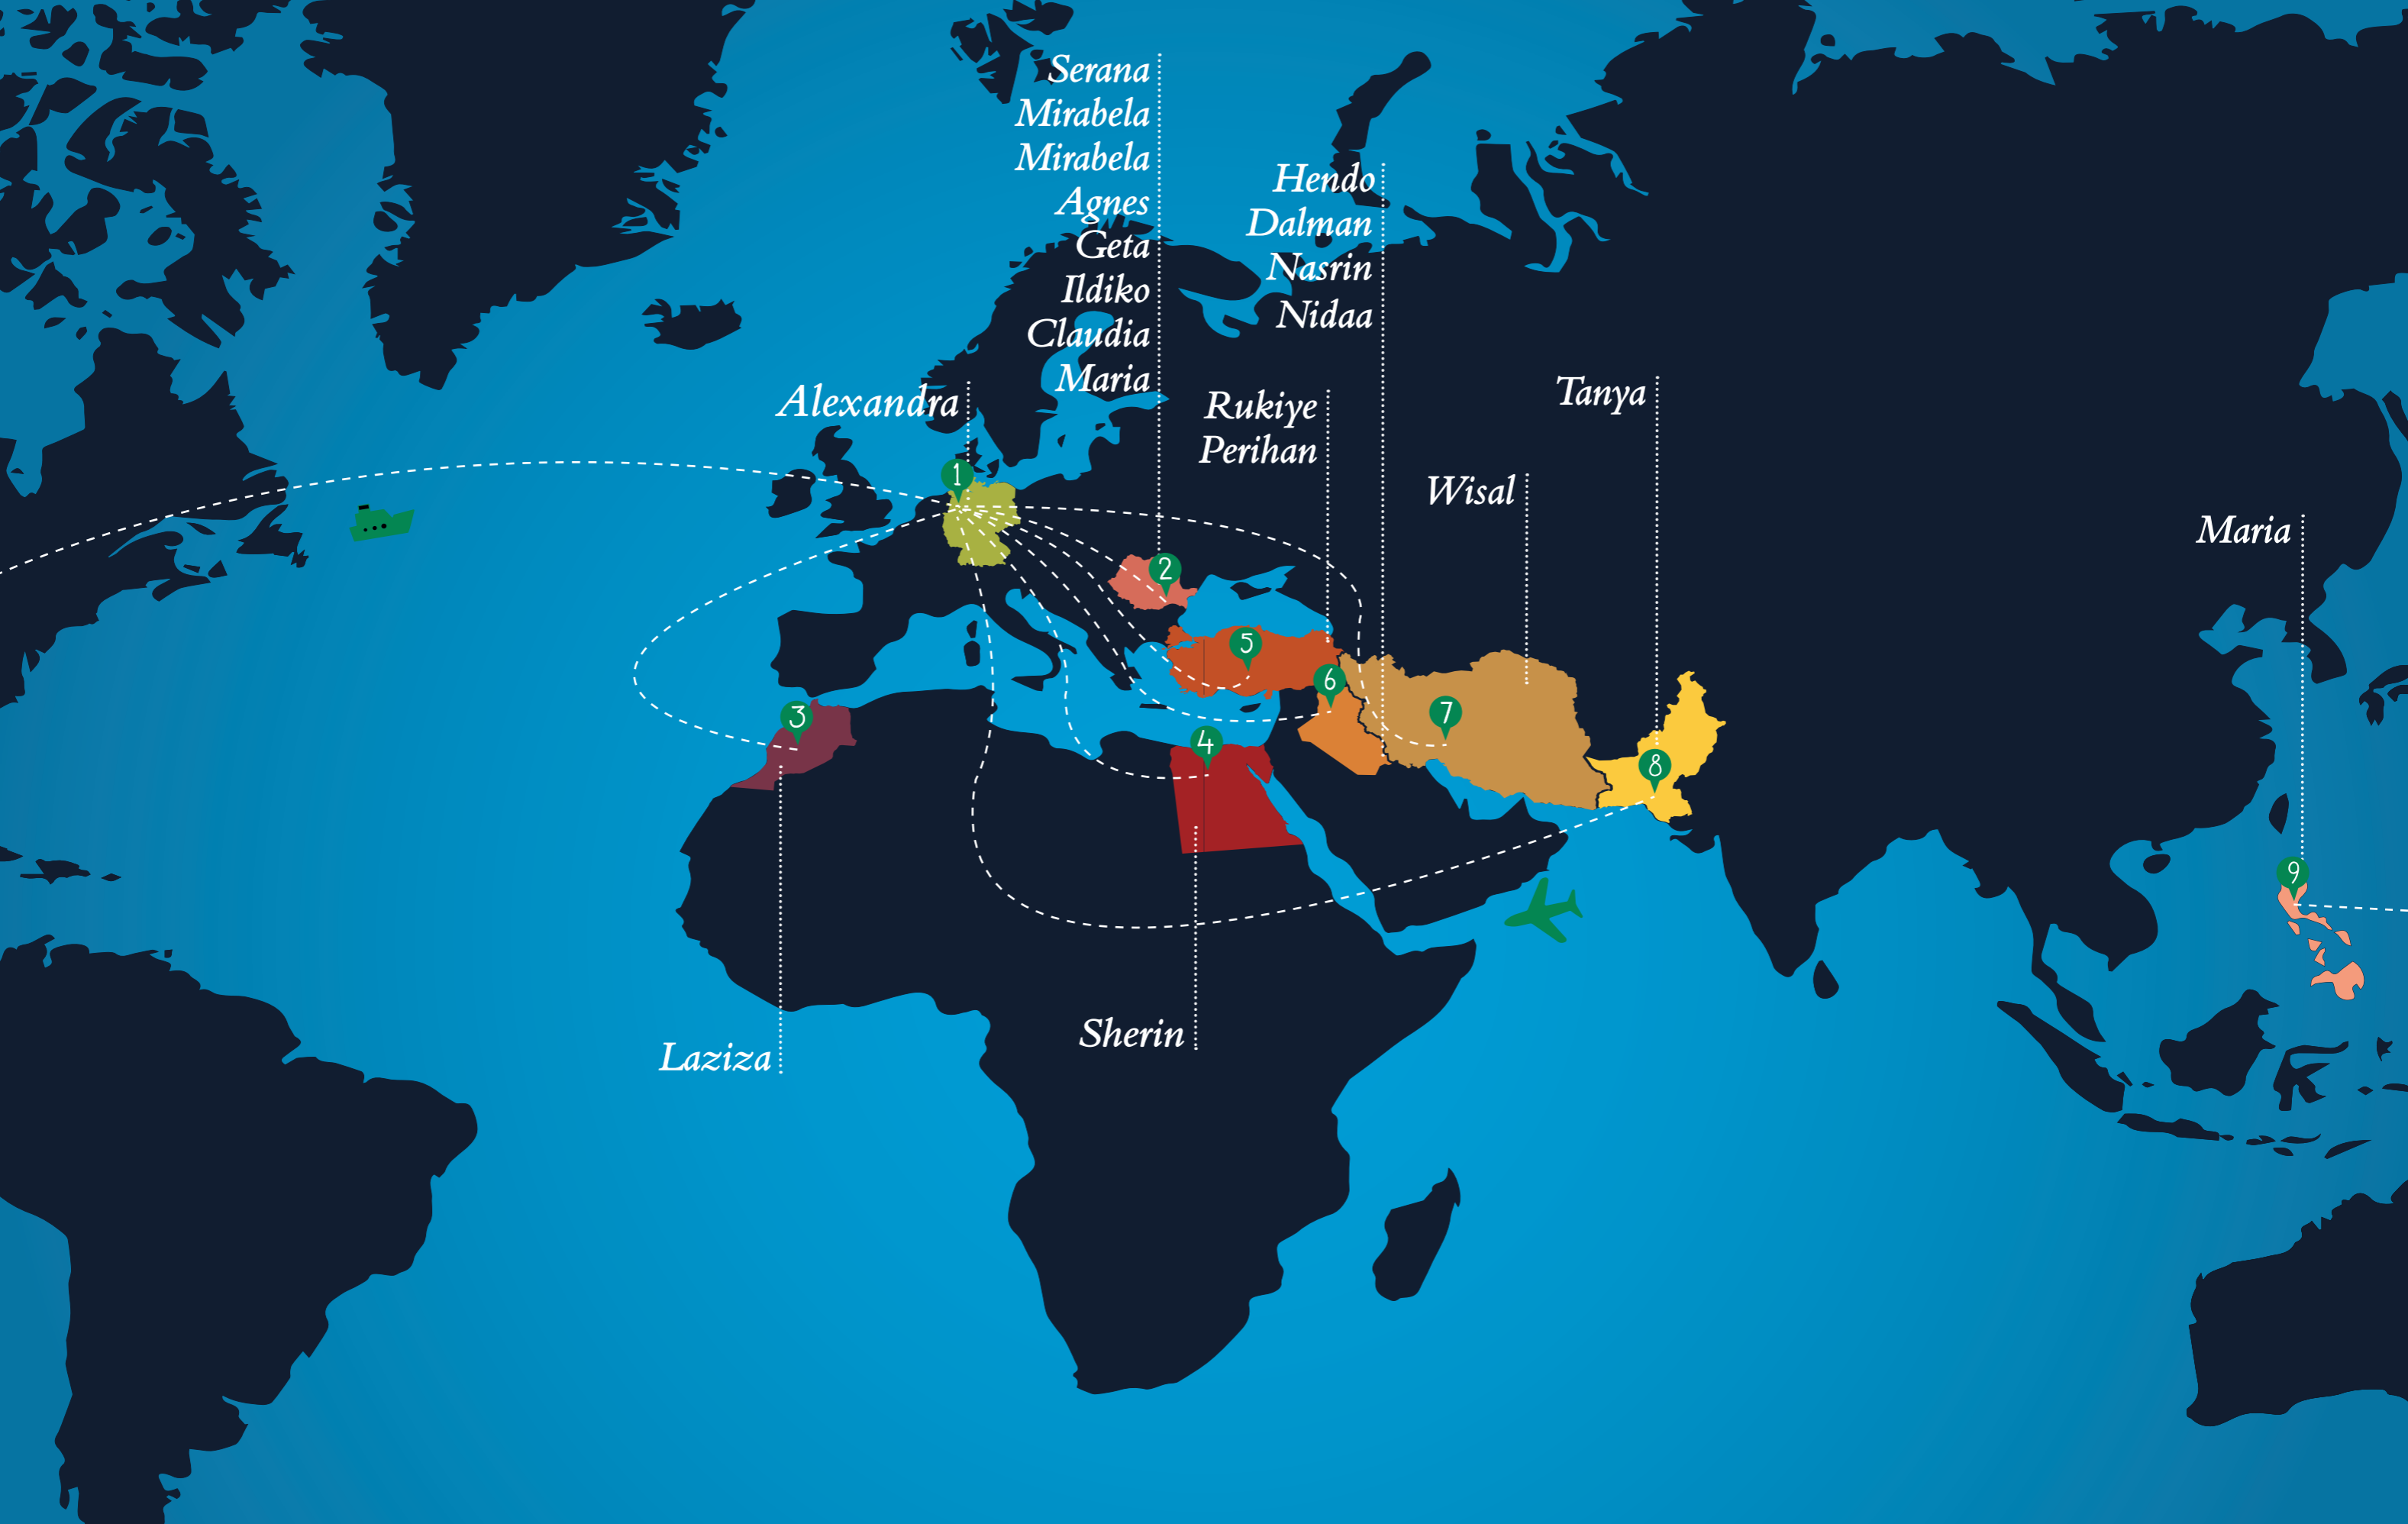 Serana
Mirabela
Mirabela
Agnes
Geta
Ildiko
Claudia
Maria
Hendo
Dalman
Nasrin
Nidaa
Alexandra
Rukiye
Perihan
Tanya
Wisal
Maria
1
2
5
6
3
7
4
8
9
Sherin
Laziza